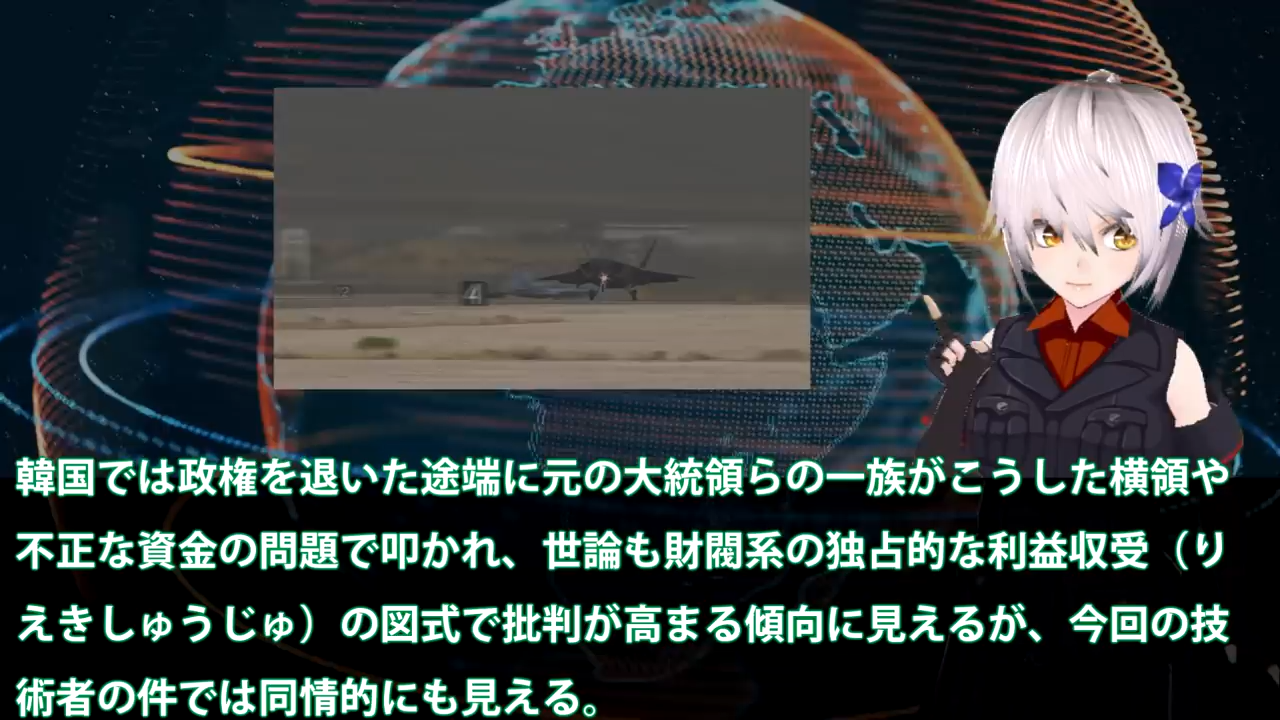 2
4
韓国では政権を退いた途端に元の大統領らの一族がこうした横領や
不正な資金の問題で叩かれ、世論も財閥系の独占的な利益収受（り
えきしゅうじゅ）の図式で批判が高まる傾向に見えるが、今回の技
術者の件では同情的にも見える。